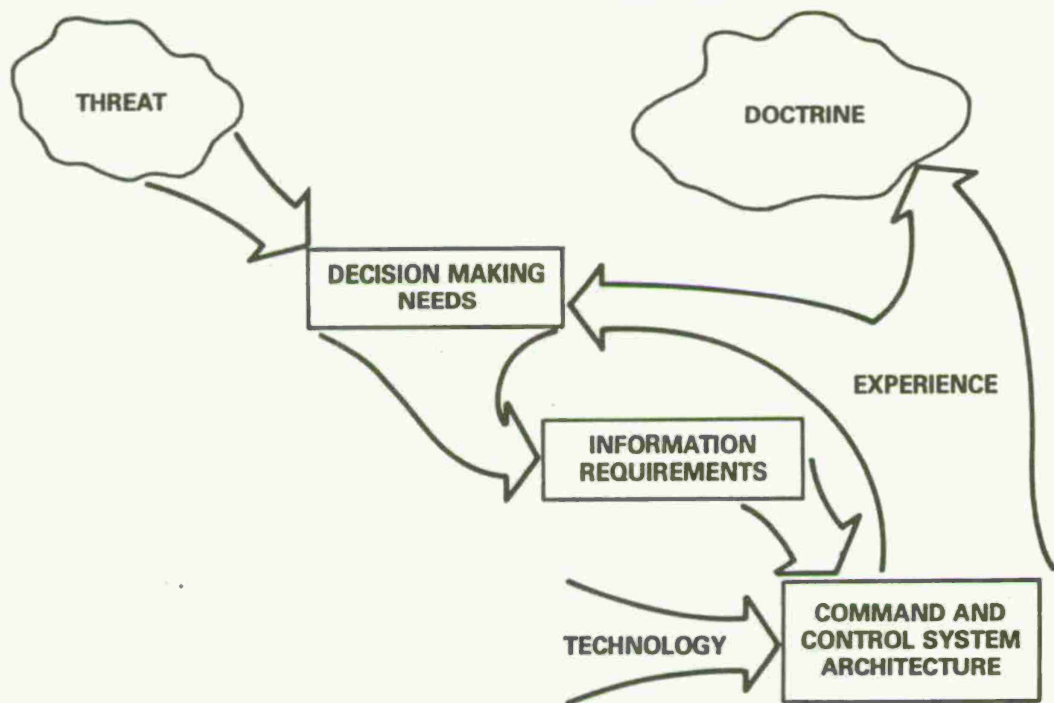 THREAT
DOCTRINE
DECISION MAKING
NEEDS
EXPERIENCE
INFORMATION
REQUIREMENTS
TECHNOLOGY
COMMAND AND
CONTROL SYSTEM
ARCHITECTURE